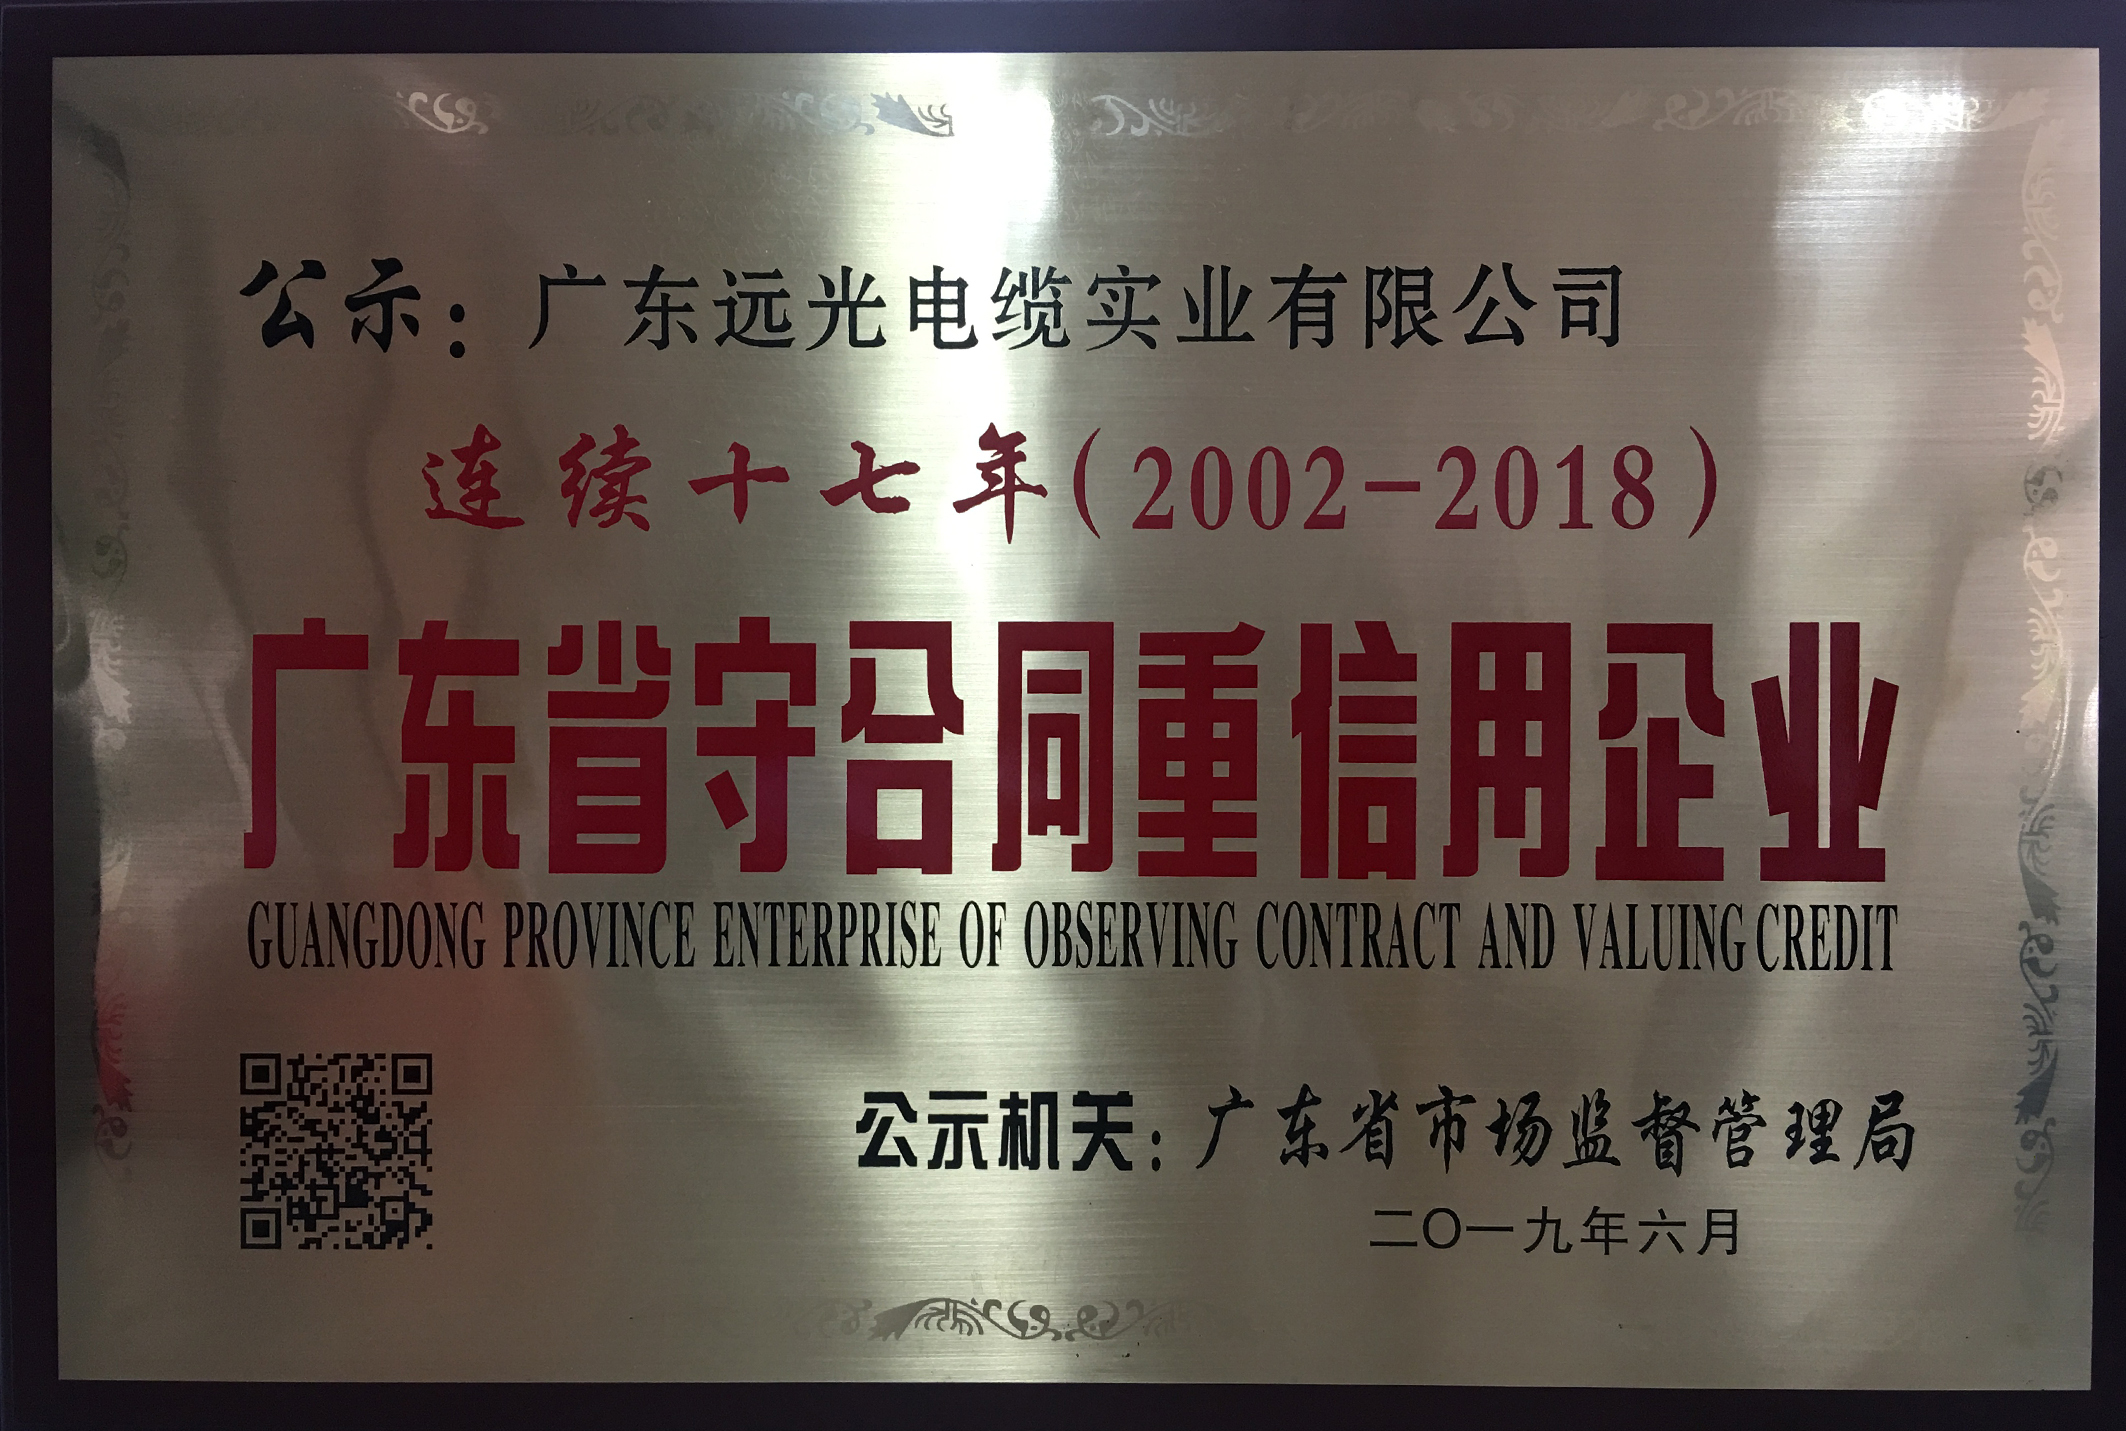 公示：广东远光电缆实业有限公司
连续十七年（2002-2018）
广东省守合同重信用企业
GUANGDONG PROVINCE ENTERPRISE OF OBSERVING CONTRACT AND VALUING CREDIT
公示机关：广东省市场监督管理局
二〇一九年六月